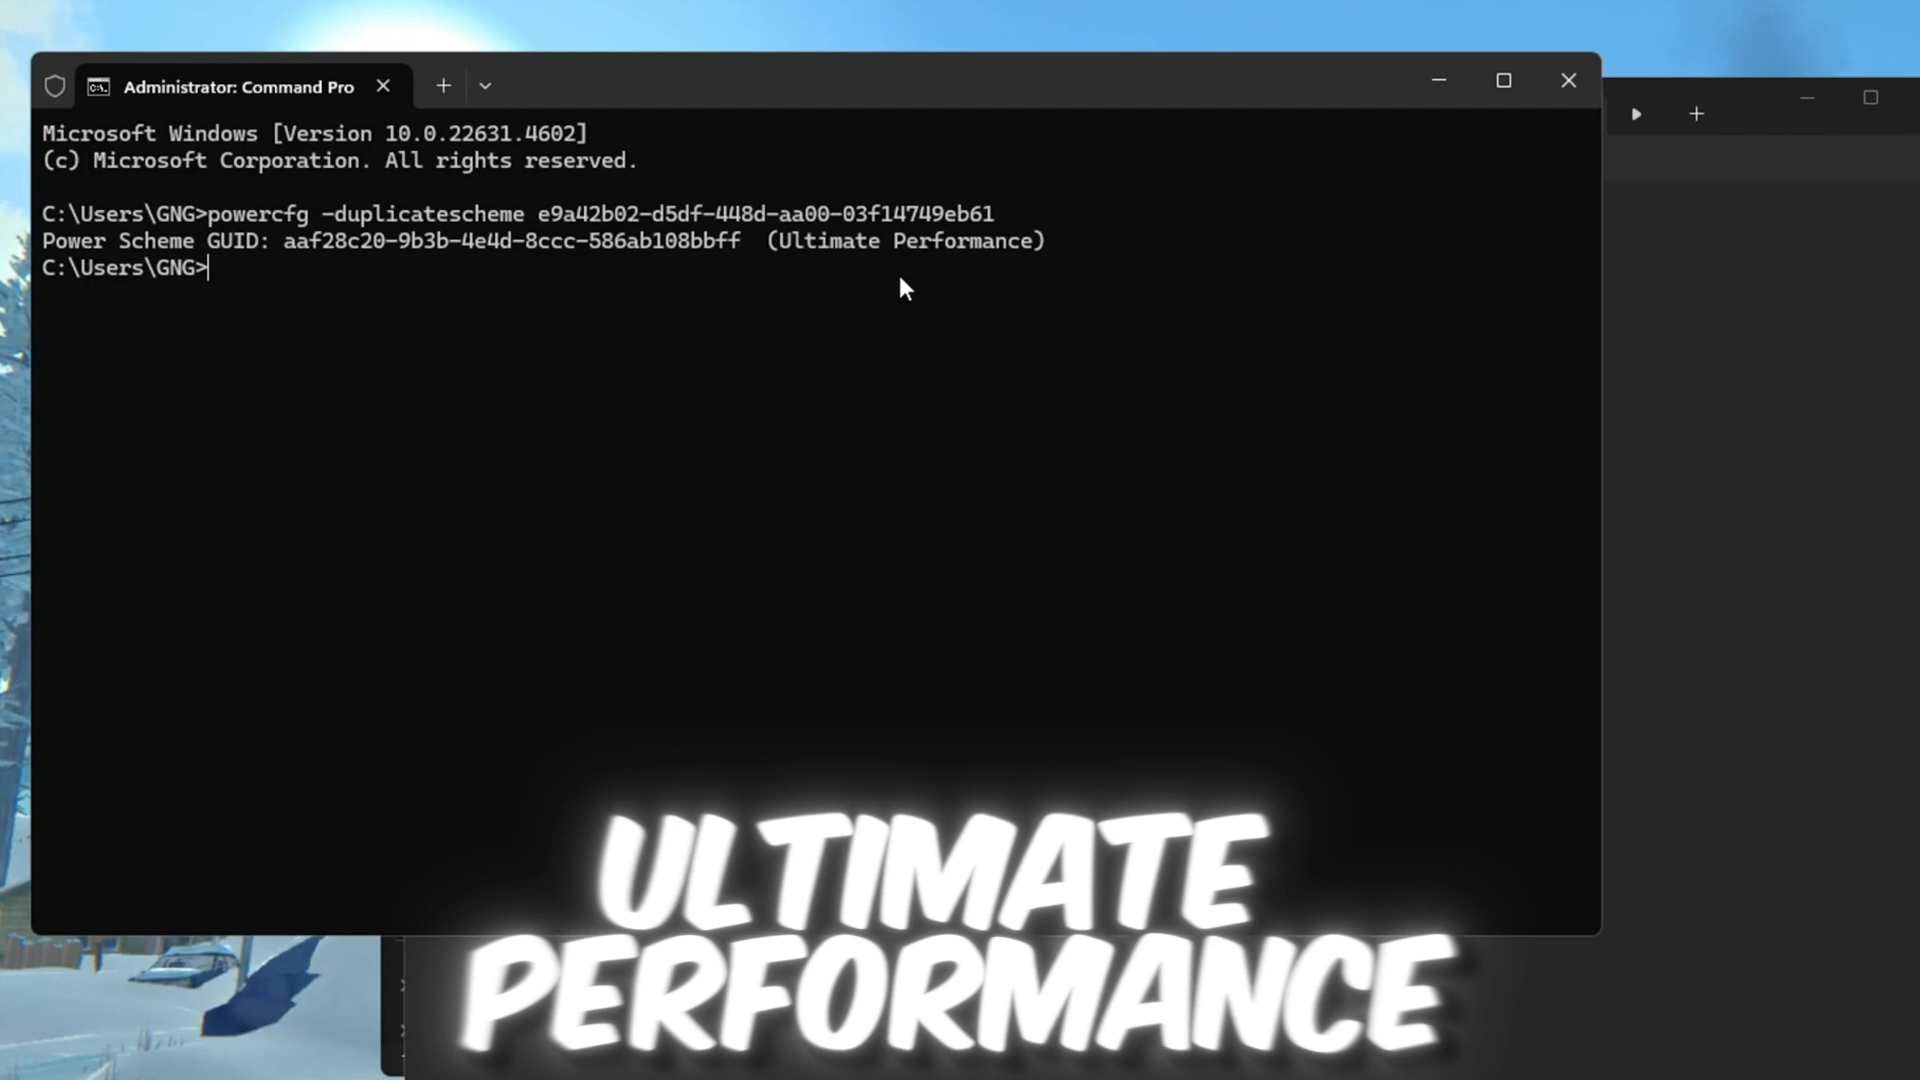 Administrator: Command Pro
Microsoft Windows [Version 10.0.22631.4602]
(c) Microsoft Corporation. All rights reserved.
C:\Users\GNG>powercfg -duplicatescheme e9a42b02-d5df-448d-aa00-03f14749eb61
Power Scheme GUID: aaf28c20-9b3b-4e4d-8ccc-586ab108bbff  (Ultimate Performance)
C:\Users\GNG>
ULTIMATE
PERFORMANCE